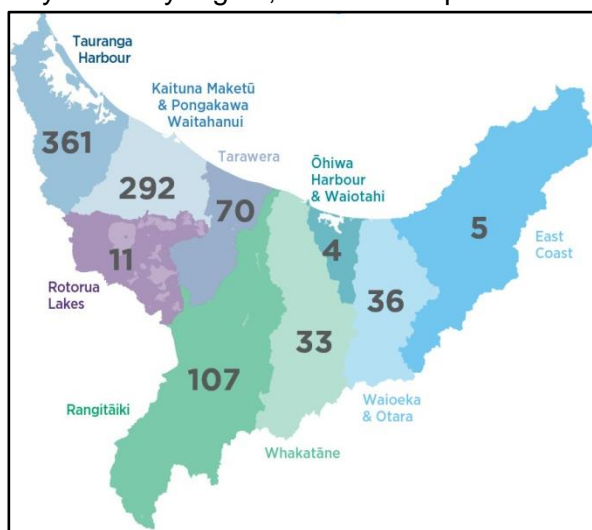 Tauranga
Harbour
Kaituna Maketū
& Pongakawa
Waitahanui
361
Tarawera
Ōhiwa
Harbour
& Waiotahi
292
70
11
4
5
East
Coast
Rotorua
Lakes
36
33
107
Rangitāiki
Waioeka
& Otara
Whakatāne